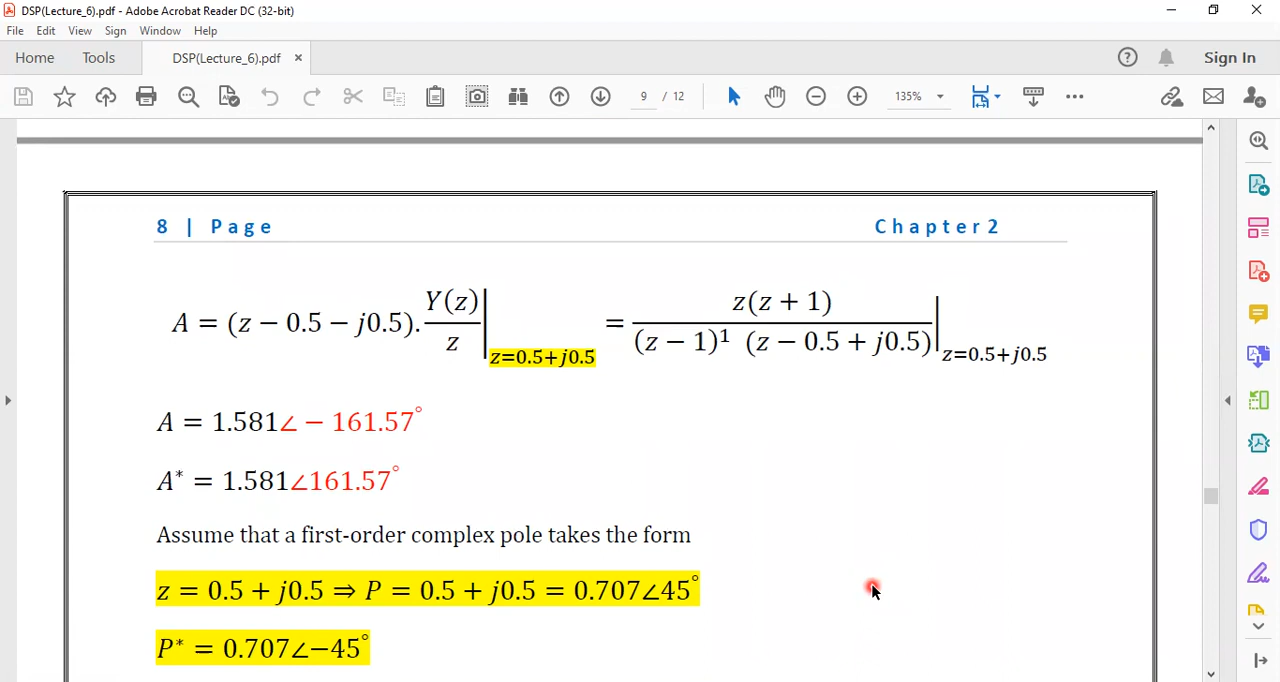 DSP(Lecture_6).pdf - Adobe Acrobat Reader DC (32-bit)
File Edit View Sign Window Help
Home Tools DSP(Lecture_6).pdf × Sign In
9 / 12 135%
8 | Page Chapter2
A = (z − 0.5 − j0.5). Y(z)/z |z=0.5+j0.5 = z(z + 1)/((z − 1)¹ (z − 0.5 + j0.5)) |z=0.5+j0.5
A = 1.581∠ − 161.57°
A* = 1.581∠161.57°
Assume that a first-order complex pole takes the form
z = 0.5 + j0.5 ⇒ P = 0.5 + j0.5 = 0.707∠45°
P* = 0.707∠−45°